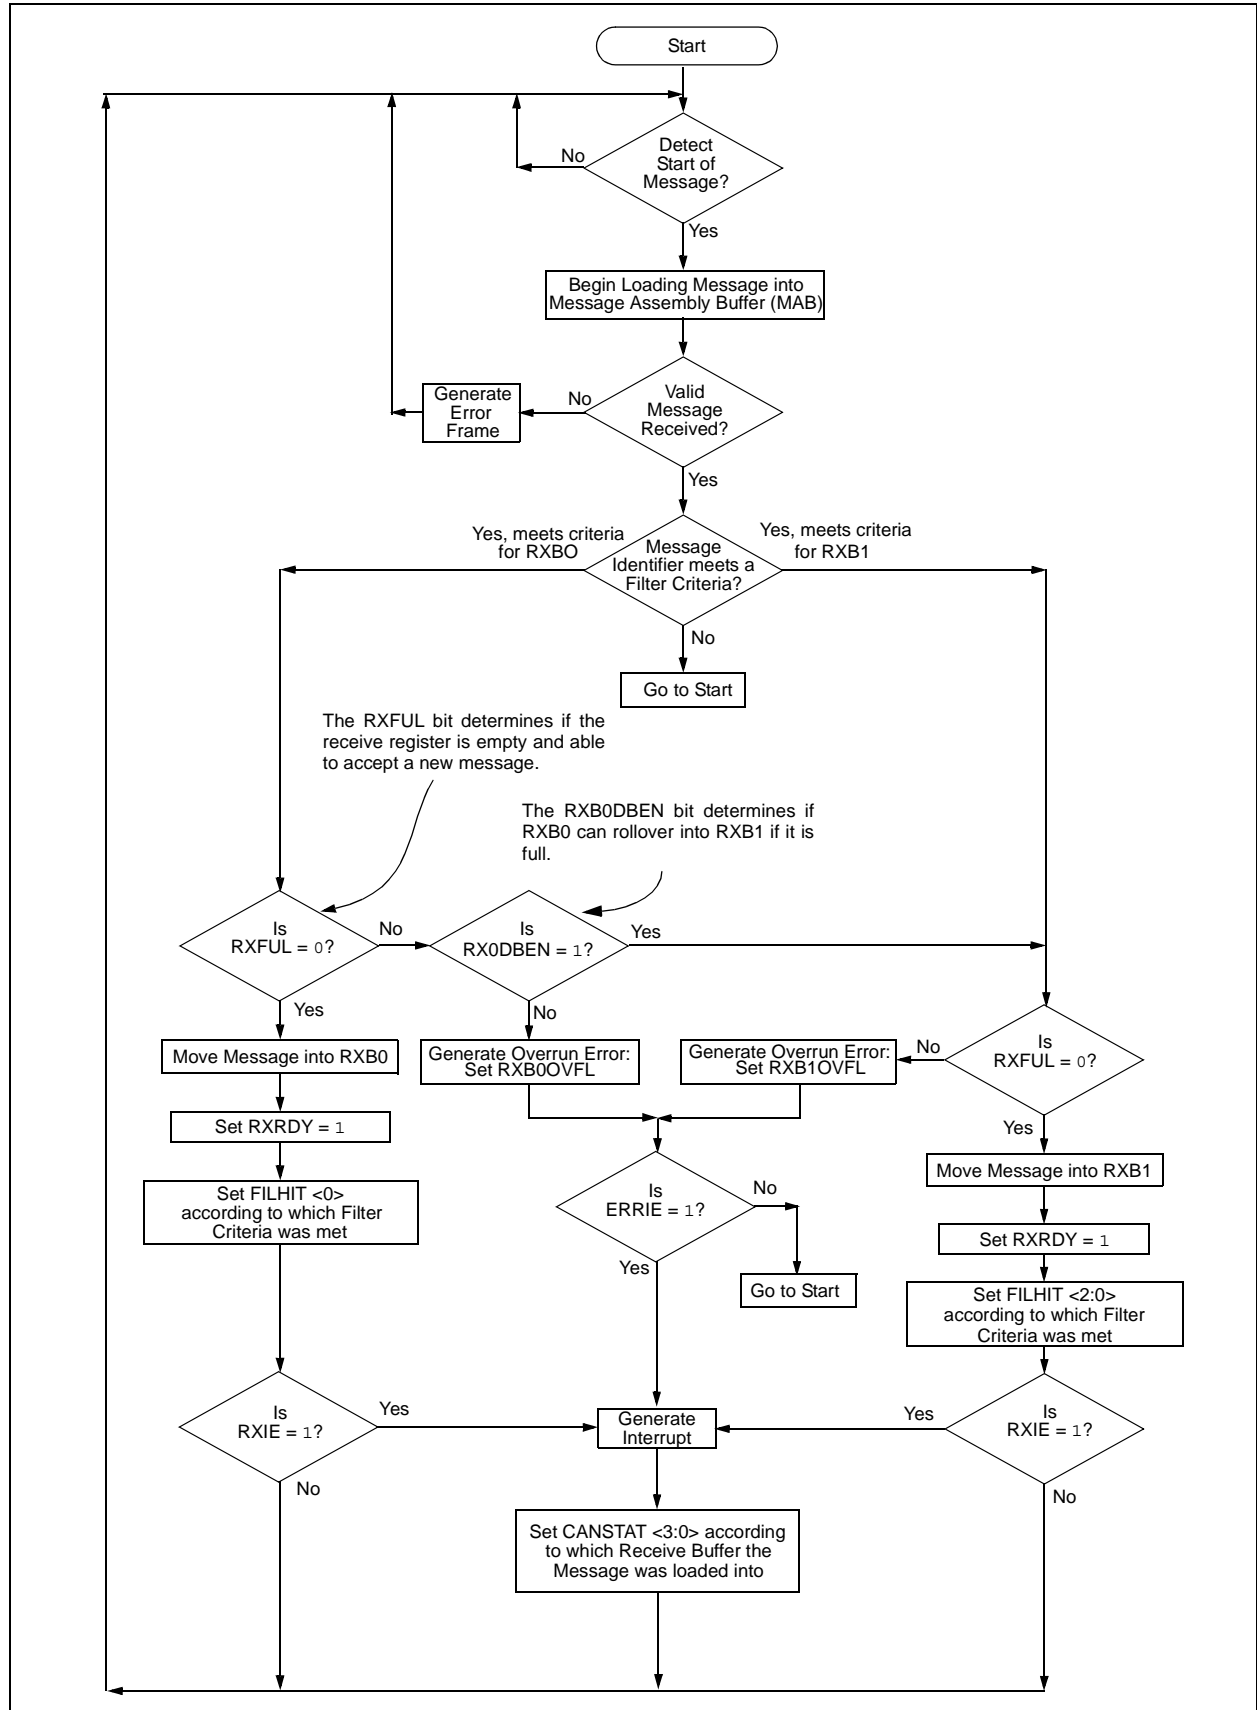 Start
Detect
Start of
Message?
No
Yes
Begin Loading Message into
Message Assembly Buffer (MAB)
Valid
Message
Received?
No
Generate
Error
Frame
Yes
Yes, meets criteria
for RXBO
Message
Identifier meets a
Filter Criteria?
Yes, meets criteria
for RXB1
No
Go to Start
The RXFUL bit determines if the
receive register is empty and able
to accept a new message.
The RXB0DBEN bit determines if
RXB0 can rollover into RXB1 if it is
full.
Is
RXFUL = 0?
No
Is
RX0DBEN = 1?
Yes
Yes
No
Move Message into RXB0
Generate Overrun Error:
Set RXB0OVFL
Generate Overrun Error:
Set RXB1OVFL
No
Is
RXFUL = 0?
Set RXRDY = 1
Yes
Move Message into RXB1
Set FILHIT <0>
according to which Filter
Criteria was met
Is
ERRIE = 1?
No
Set RXRDY = 1
Yes
Go to Start
Set FILHIT <2:0>
according to which Filter
Criteria was met
Is
RXIE = 1?
Yes
Generate
Interrupt
Yes
Is
RXIE = 1?
No
No
Set CANSTAT <3:0> according
to which Receive Buffer the
Message was loaded into